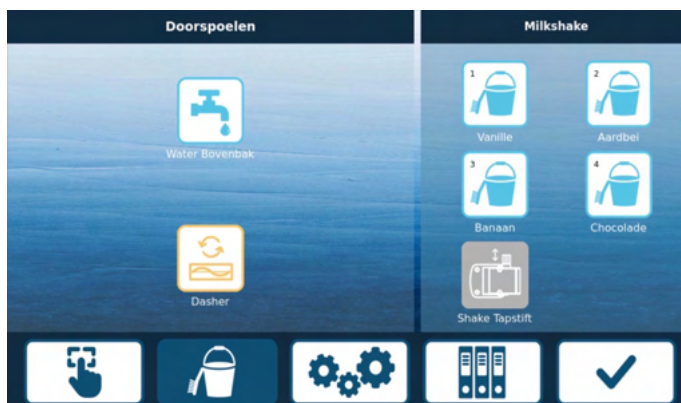 Doorspoelen
Milkshake
Water Bovenbak
Dasher
1
Vanille
2
Aardbei
3
Banaan
4
Chocolade
Shake Tapstift